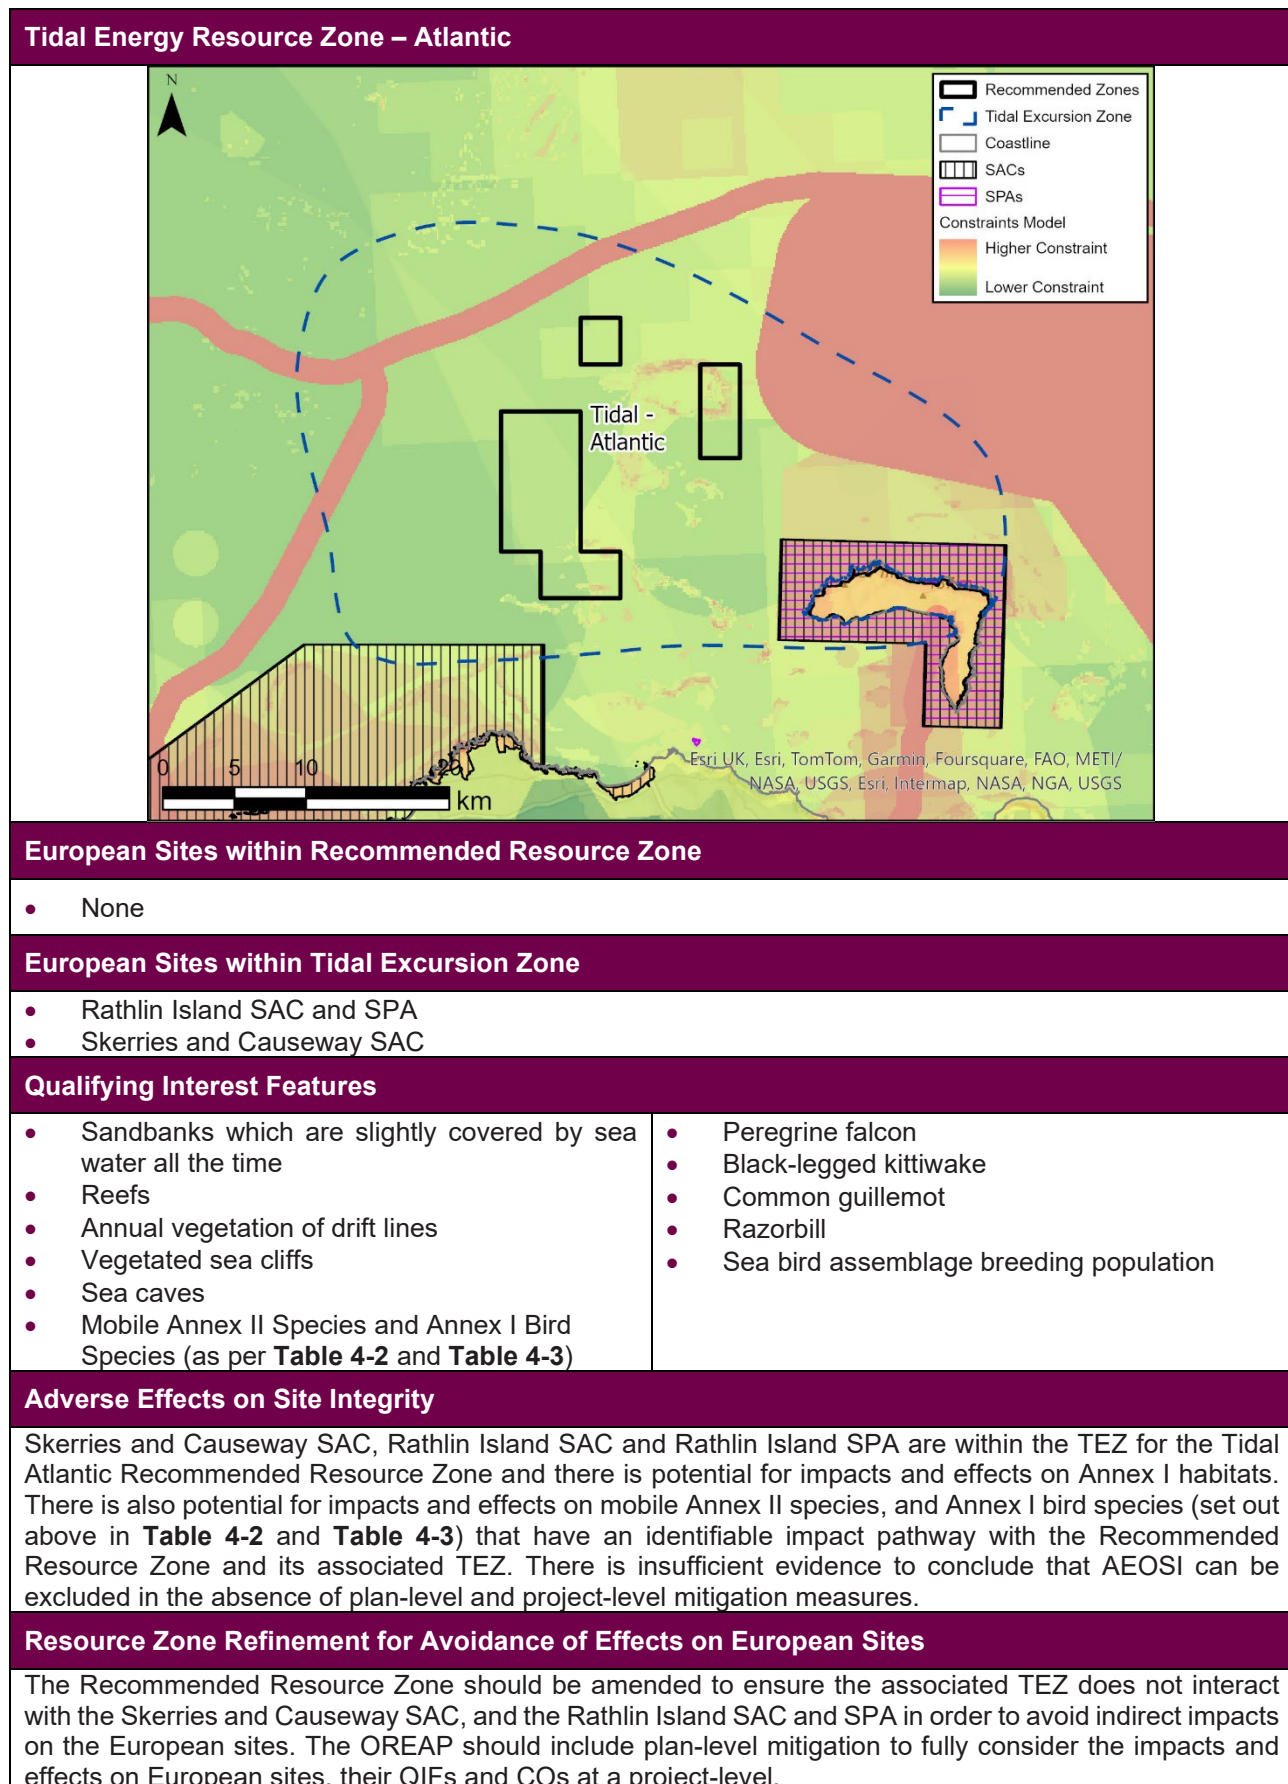 Tidal Energy Resource Zone – Atlantic
N
Recommended Zones
Tidal Excursion Zone
Coastline
SACs
SPAs
Constraints Model
Higher Constraint
Lower Constraint
Tidal -
Atlantic
0 5 10 20
km
Esri UK, Esri, TomTom, Garmin, Foursquare, FAO, METI/
NASA, USGS, Esri, Intermap, NASA, NGA, USGS
European Sites within Recommended Resource Zone
• None
European Sites within Tidal Excursion Zone
• Rathlin Island SAC and SPA
• Skerries and Causeway SAC
Qualifying Interest Features
• Sandbanks which are slightly covered by sea
water all the time
• Reefs
• Annual vegetation of drift lines
• Vegetated sea cliffs
• Sea caves
• Mobile Annex II Species and Annex I Bird
Species (as per Table 4-2 and Table 4-3)
• Peregrine falcon
• Black-legged kittiwake
• Common guillemot
• Razorbill
• Sea bird assemblage breeding population
Adverse Effects on Site Integrity
Skerries and Causeway SAC, Rathlin Island SAC and Rathlin Island SPA are within the TEZ for the Tidal
Atlantic Recommended Resource Zone and there is potential for impacts and effects on Annex I habitats.
There is also potential for impacts and effects on mobile Annex II species, and Annex I bird species (set out
above in Table 4-2 and Table 4-3) that have an identifiable impact pathway with the Recommended
Resource Zone and its associated TEZ. There is insufficient evidence to conclude that AEOSI can be
excluded in the absence of plan-level and project-level mitigation measures.
Resource Zone Refinement for Avoidance of Effects on European Sites
The Recommended Resource Zone should be amended to ensure the associated TEZ does not interact
with the Skerries and Causeway SAC, and the Rathlin Island SAC and SPA in order to avoid indirect impacts
on the European sites. The OREAP should include plan-level mitigation to fully consider the impacts and
effects on European sites, their QIFs and COs at a project-level.